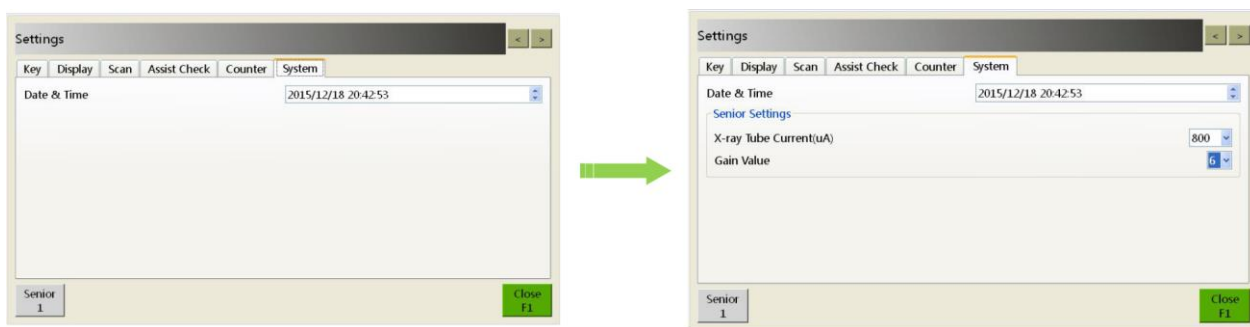 Settings
< >
Key Display Scan Assist Check Counter System
Date & Time 2015/12/18 20:42:53
Senior
1
Close
F1
Settings
< >
Key Display Scan Assist Check Counter System
Date & Time 2015/12/18 20:42:53
Senior Settings
X-ray Tube Current(uA) 800
Gain Value 6
Senior
1
Close
F1